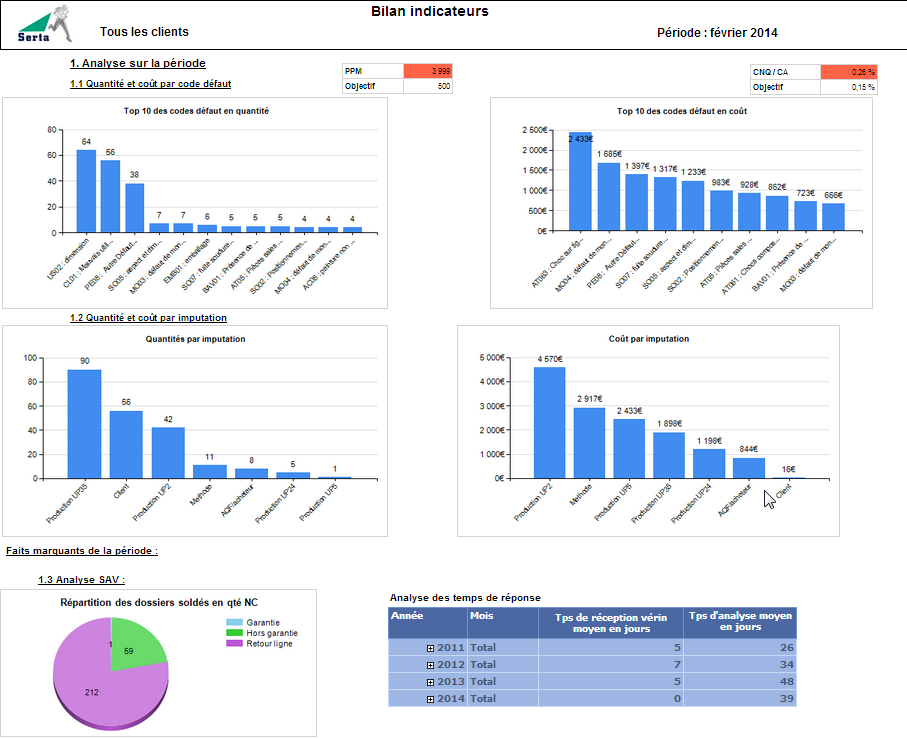 Bilan indicateurs
Serta
Tous les clients
Période : février 2014
1. Analyse sur la période
1.1 Quantité et coût par code défaut
PPM 3 999
Objectif 500
CNQ / CA 0,26 %
Objectif 0,15 %
Top 10 des codes défaut en quantité
80
60
40
20
0
64
56
38
7
7
6
5
5
5
4
4
4
US02 : dimension
CL01 : Mauvais util...
PE08 : Autre Défaut...
SO05 : aspect et dim...
MO03 : défaut de mon...
EMB01 : emballage
SO07 : fuite soudure...
BAV01 : Présence de ...
AT05 : Pièces sales ...
SO02 : Positionnemen...
MO04 : défaut de mon...
AC08 : peinture non ...
Top 10 des codes défaut en coût
2 500€
2 000€
1 500€
1 000€
500€
0€
2 433€
1 685€
1 397€
1 317€
1 233€
983€
928€
862€
723€
666€
AT003 : Choc sur tig...
MO04 : défaut de mon...
PE08 : Autre Défaut...
SO07 : fuite soudure...
SO05 : aspect et dim...
SO02 : Positionnemen...
AT05 : Pièces sales ...
AT001 : Chocs compos...
BAV01 : Présence de ...
MO03 : défaut de mon...
1.2 Quantité et coût par imputation
Quantités par imputation
100
80
60
40
20
0
90
56
42
11
8
5
1
Production UP35
Client
Production UP2
Methode
AQF/acheteur
Production UP24
Production UP5
Coût par imputation
5 000€
4 000€
3 000€
2 000€
1 000€
0€
4 570€
2 917€
2 433€
1 898€
1 198€
844€
16€
Production UP2
Methode
Production UP5
Production UP35
Production UP24
AQF/acheteur
Client
Faits marquants de la période :
1.3 Analyse SAV :
Répartition des dossiers soldés en qté NC
Garantie
Hors garantie
Retour ligne
1
59
212
Analyse des temps de réponse
Année Mois Tps de réception vérin moyen en jours Tps d'analyse moyen en jours
2011 Total 5 26
2012 Total 7 34
2013 Total 5 48
2014 Total 0 39